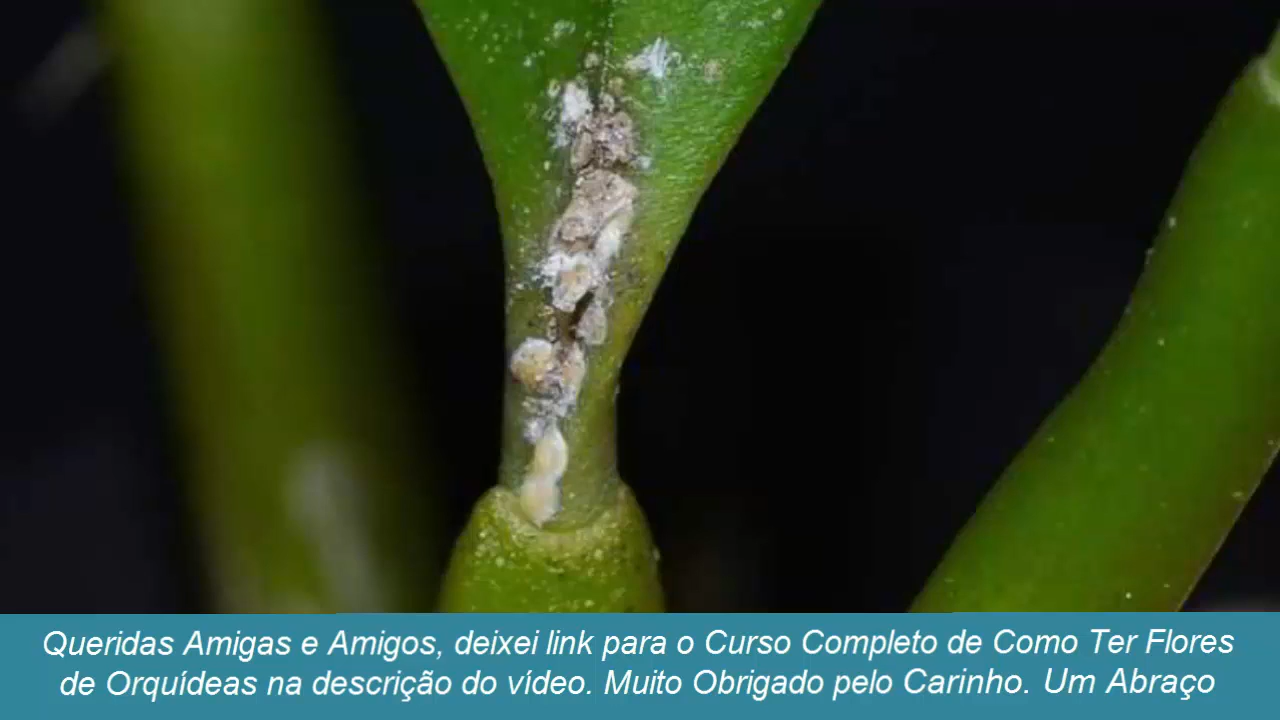 Queridas Amigas e Amigos, deixei link para o Curso Completo de Como Ter Flores
de Orquídeas na descrição do vídeo. Muito Obrigado pelo Carinho. Um Abraço